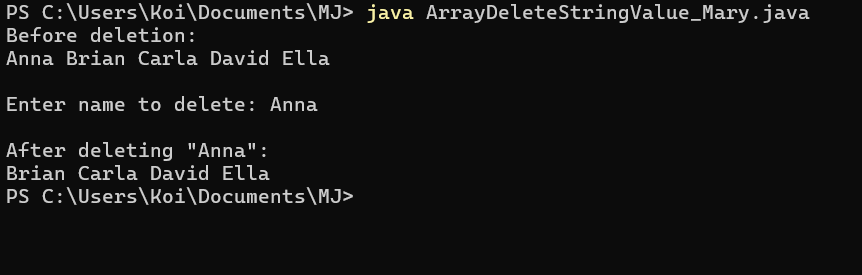 PS C:\Users\Koi\Documents\MJ> java ArrayDeleteStringValue_Mary.java
Before deletion:
Anna Brian Carla David Ella
Enter name to delete: Anna
After deleting "Anna":
Brian Carla David Ella
PS C:\Users\Koi\Documents\MJ>